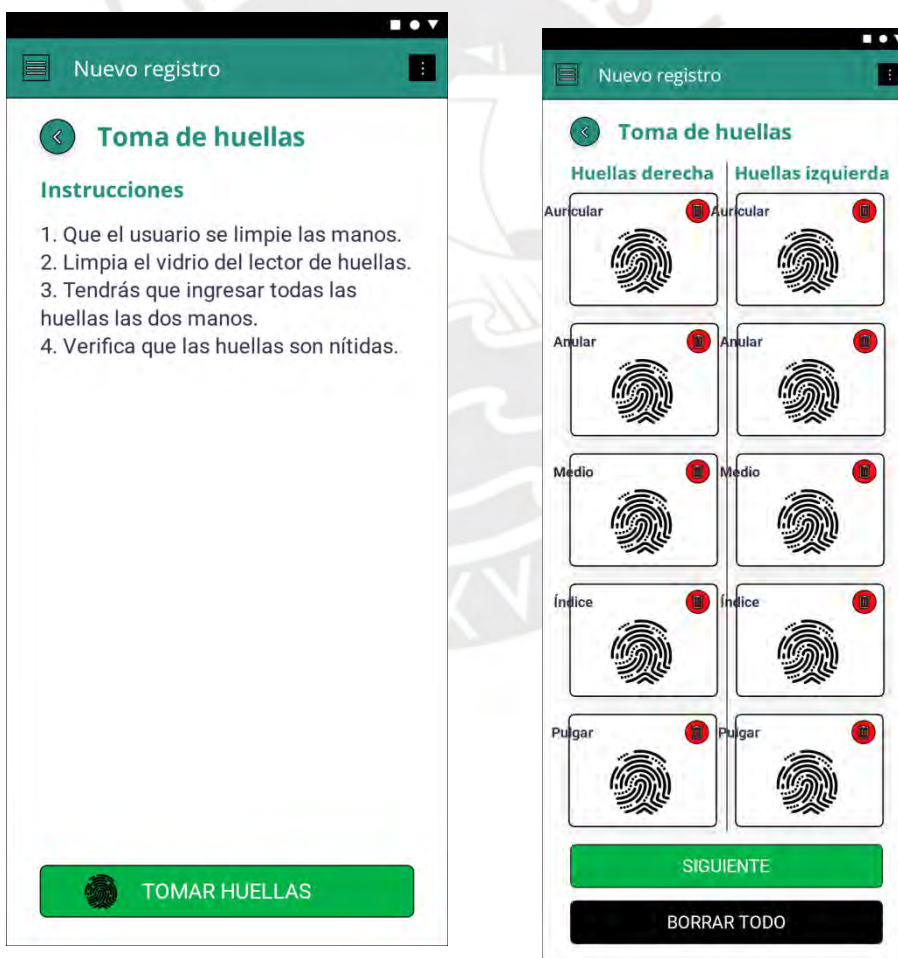 Nuevo registro
Toma de huellas
Instrucciones
1. Que el usuario se limpie las manos.
2. Limpia el vidrio del lector de huellas.
3. Tendrás que ingresar todas las
huellas las dos manos.
4. Verifica que las huellas son nítidas.
TOMAR HUELLAS
Nuevo registro
Toma de huellas
Huellas derecha Huellas izquierda
Auricular Auricular
Anular Anular
Medio Medio
Índice Índice
Pulgar Pulgar
SIGUIENTE
BORRAR TODO